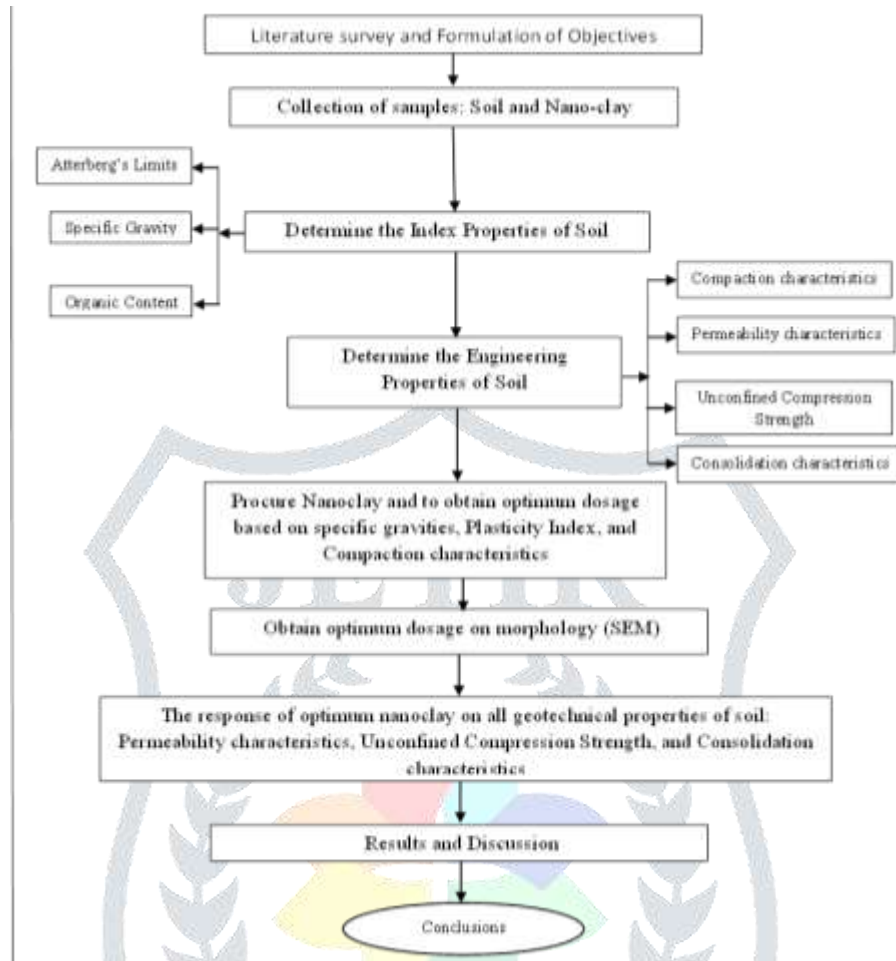 Literature survey and Formulation of Objectives
Collection of samples: Soil and Nano-clay
Atterberg's Limits
Specific Gravity
Organic Content
Determine the Index Properties of Soil
Determine the Engineering
Properties of Soil
Compaction characteristics
Permeability characteristics
Unconfined Compression
Strength
Consolidation characteristics
Procure Nanoclay and to obtain optimum dosage
based on specific gravities, Plasticity Index, and
Compaction characteristics
JETIR
Obtain optimum dosage on morphology (SEM)
The response of optimum nanoclay on all geotechnical properties of soil:
Permeability characteristics, Unconfined Compression Strength, and Consolidation
characteristics
Results and Discussion
Conclusions